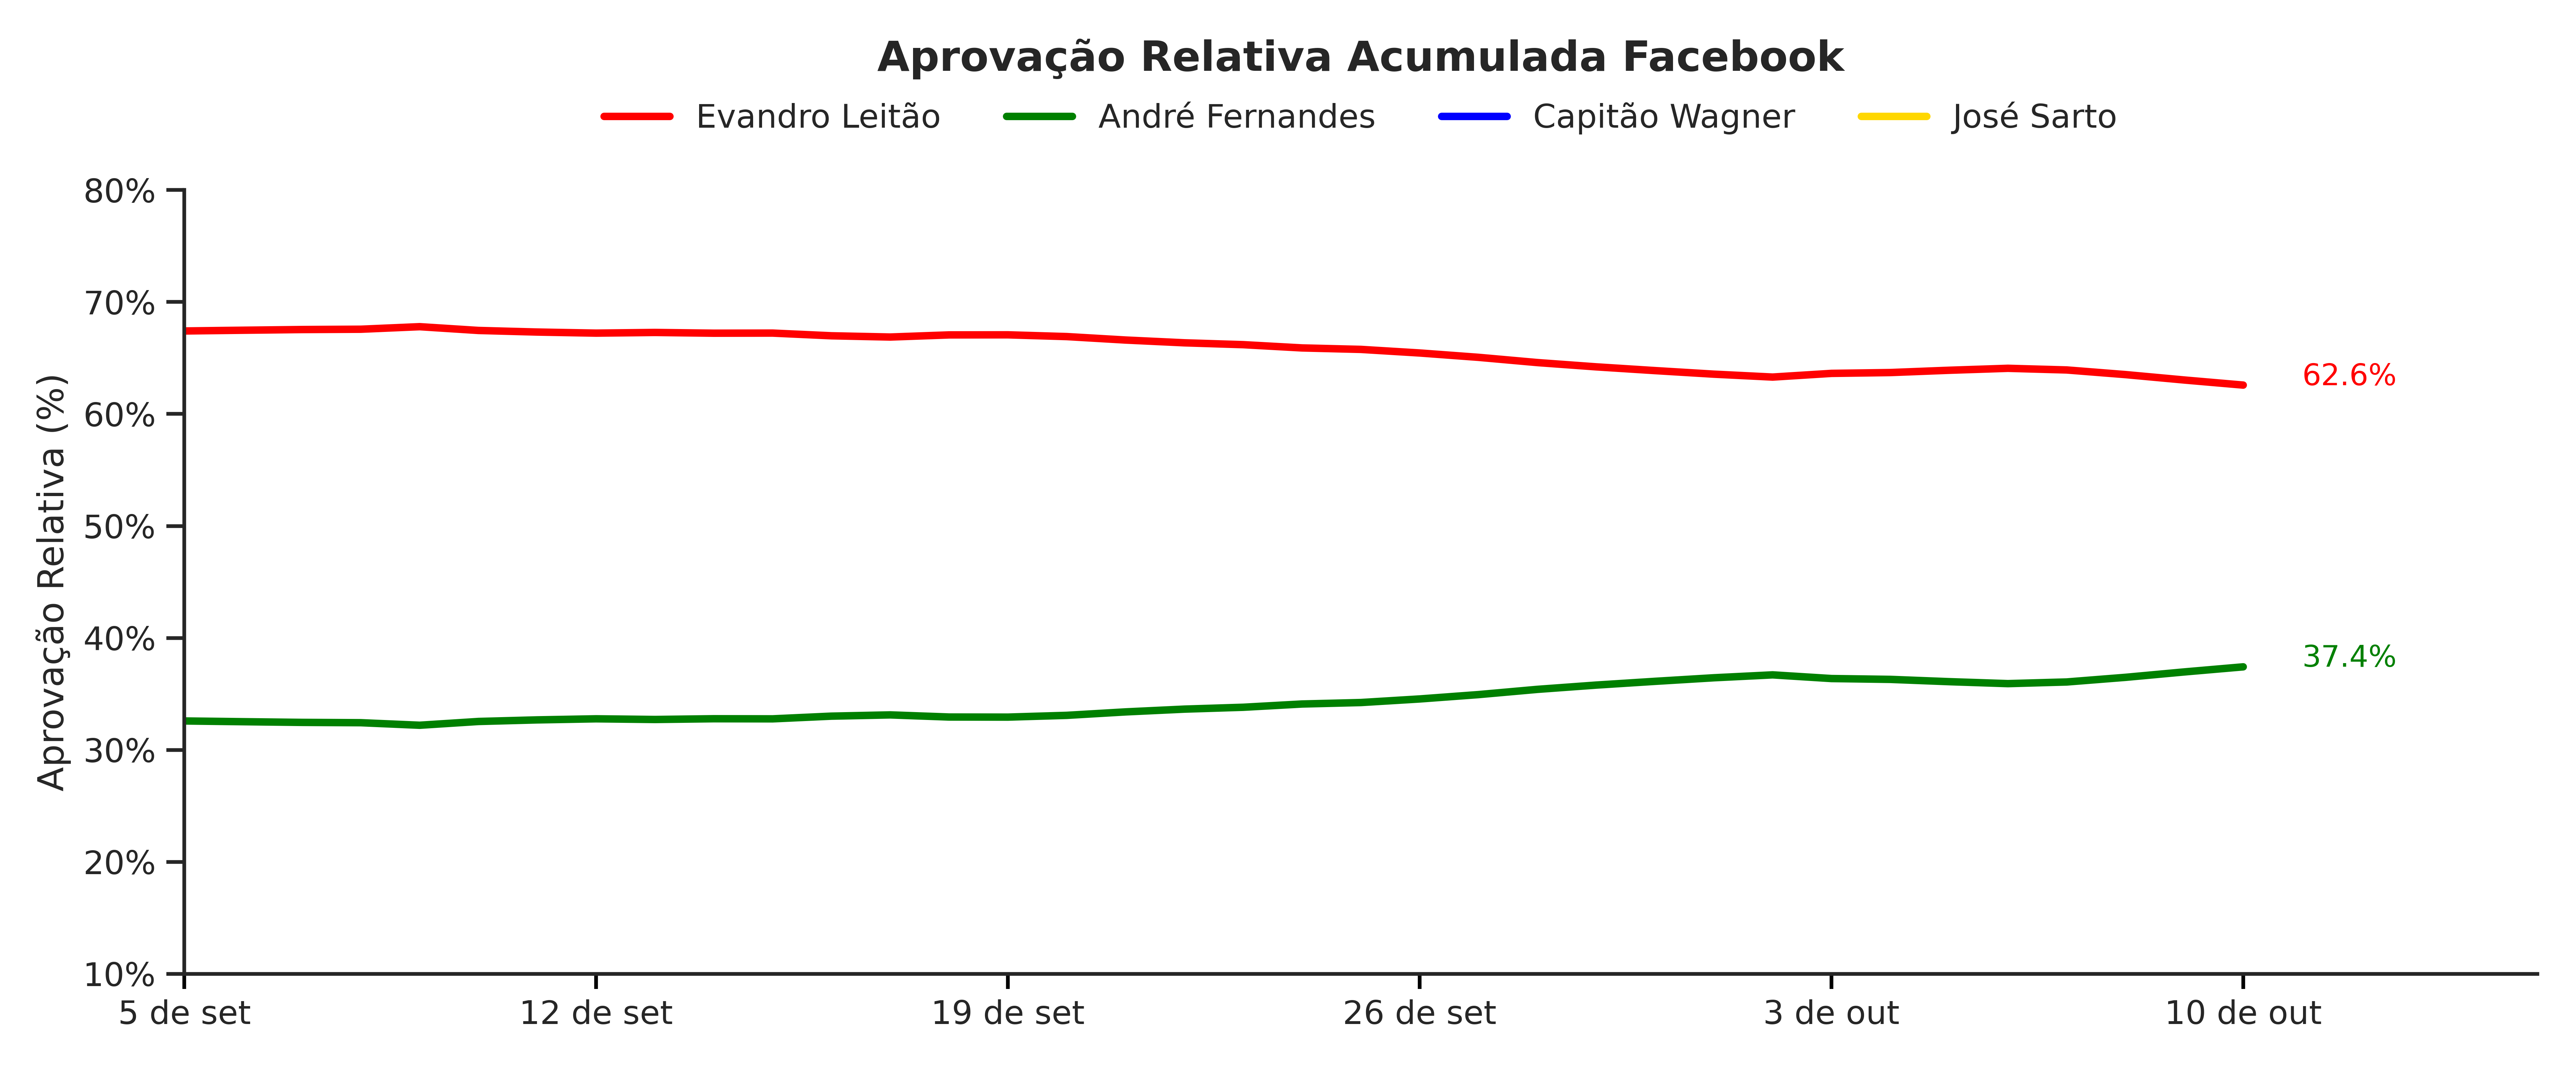 Aprovação Relativa Acumulada Facebook
Evandro Leitão André Fernandes Capitão Wagner José Sarto
Aprovação Relativa (%)
80%
70%
60%
50%
40%
30%
20%
10%
62.6%
37.4%
5 de set 12 de set 19 de set 26 de set 3 de out 10 de out